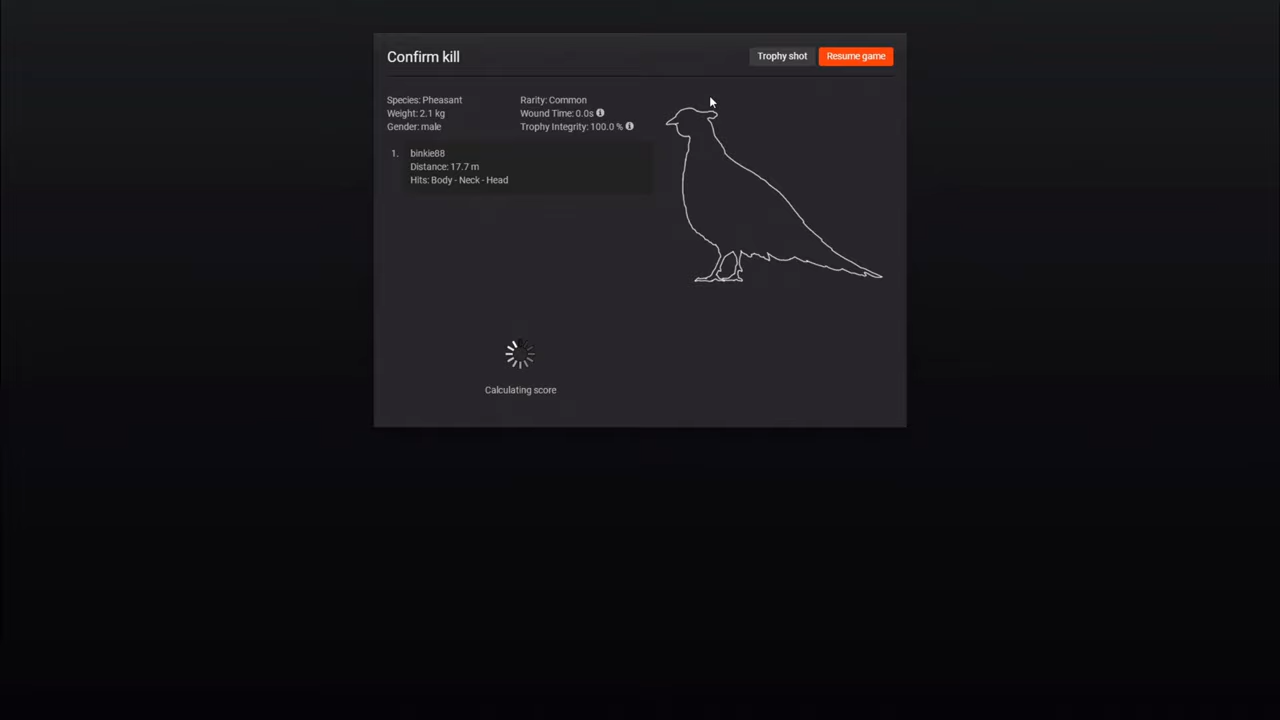 Confirm kill
Trophy shot
Resume game
Species: Pheasant
Rarity: Common
Weight: 2.1 kg
Wound Time: 0.0s
Gender: male
Trophy Integrity: 100.0 %
1. binkie88
Distance: 17.7 m
Hits: Body - Neck - Head
Calculating score